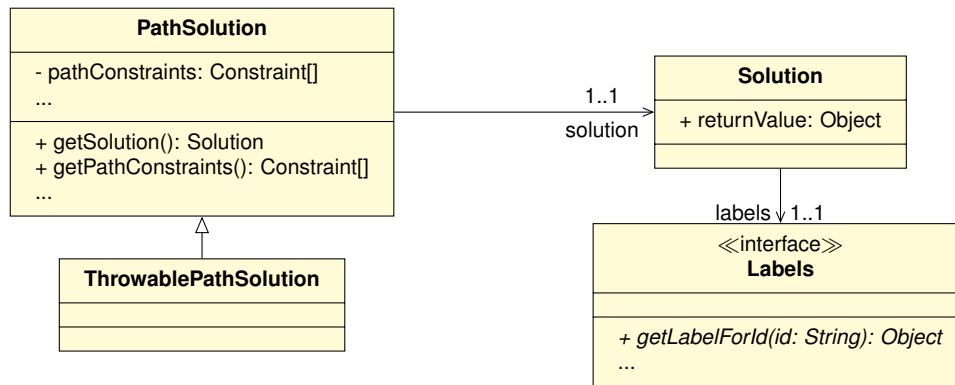 PathSolution
- pathConstraints: Constraint[]
...
+ getSolution(): Solution
+ getPathConstraints(): Constraint[]
...
ThrowablePathSolution
1..1
solution
Solution
+ returnValue: Object
labels 1..1
≪interface≫
Labels
+ getLabelForId(id: String): Object
...